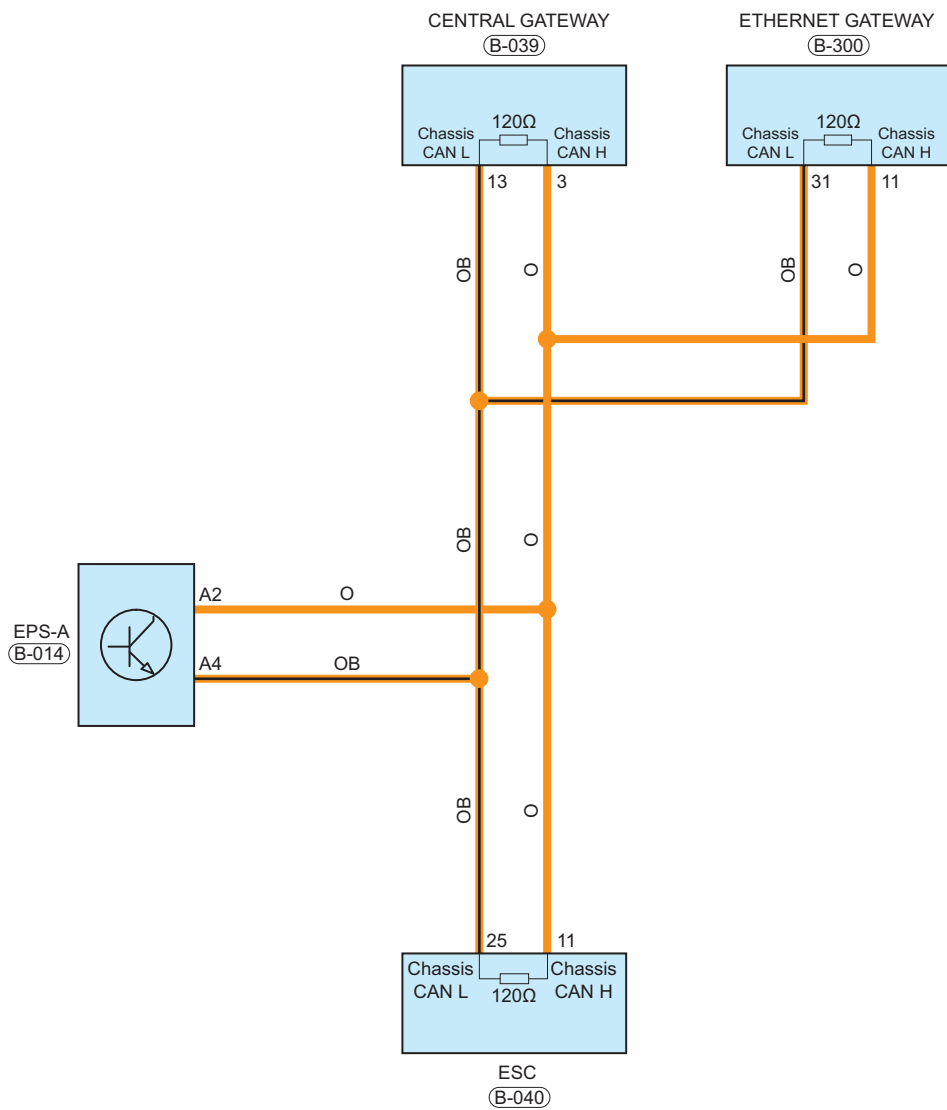 CENTRAL GATEWAY
B-039
ETHERNET GATEWAY
B-300
Chassis
CAN L
120Ω
Chassis
CAN H
13
3
Chassis
CAN L
120Ω
Chassis
CAN H
31
11
OB
O
OB
O
OB
O
EPS-A
B-014
A2
O
A4
OB
OB
O
25
11
Chassis
CAN L
120Ω
Chassis
CAN H
ESC
B-040